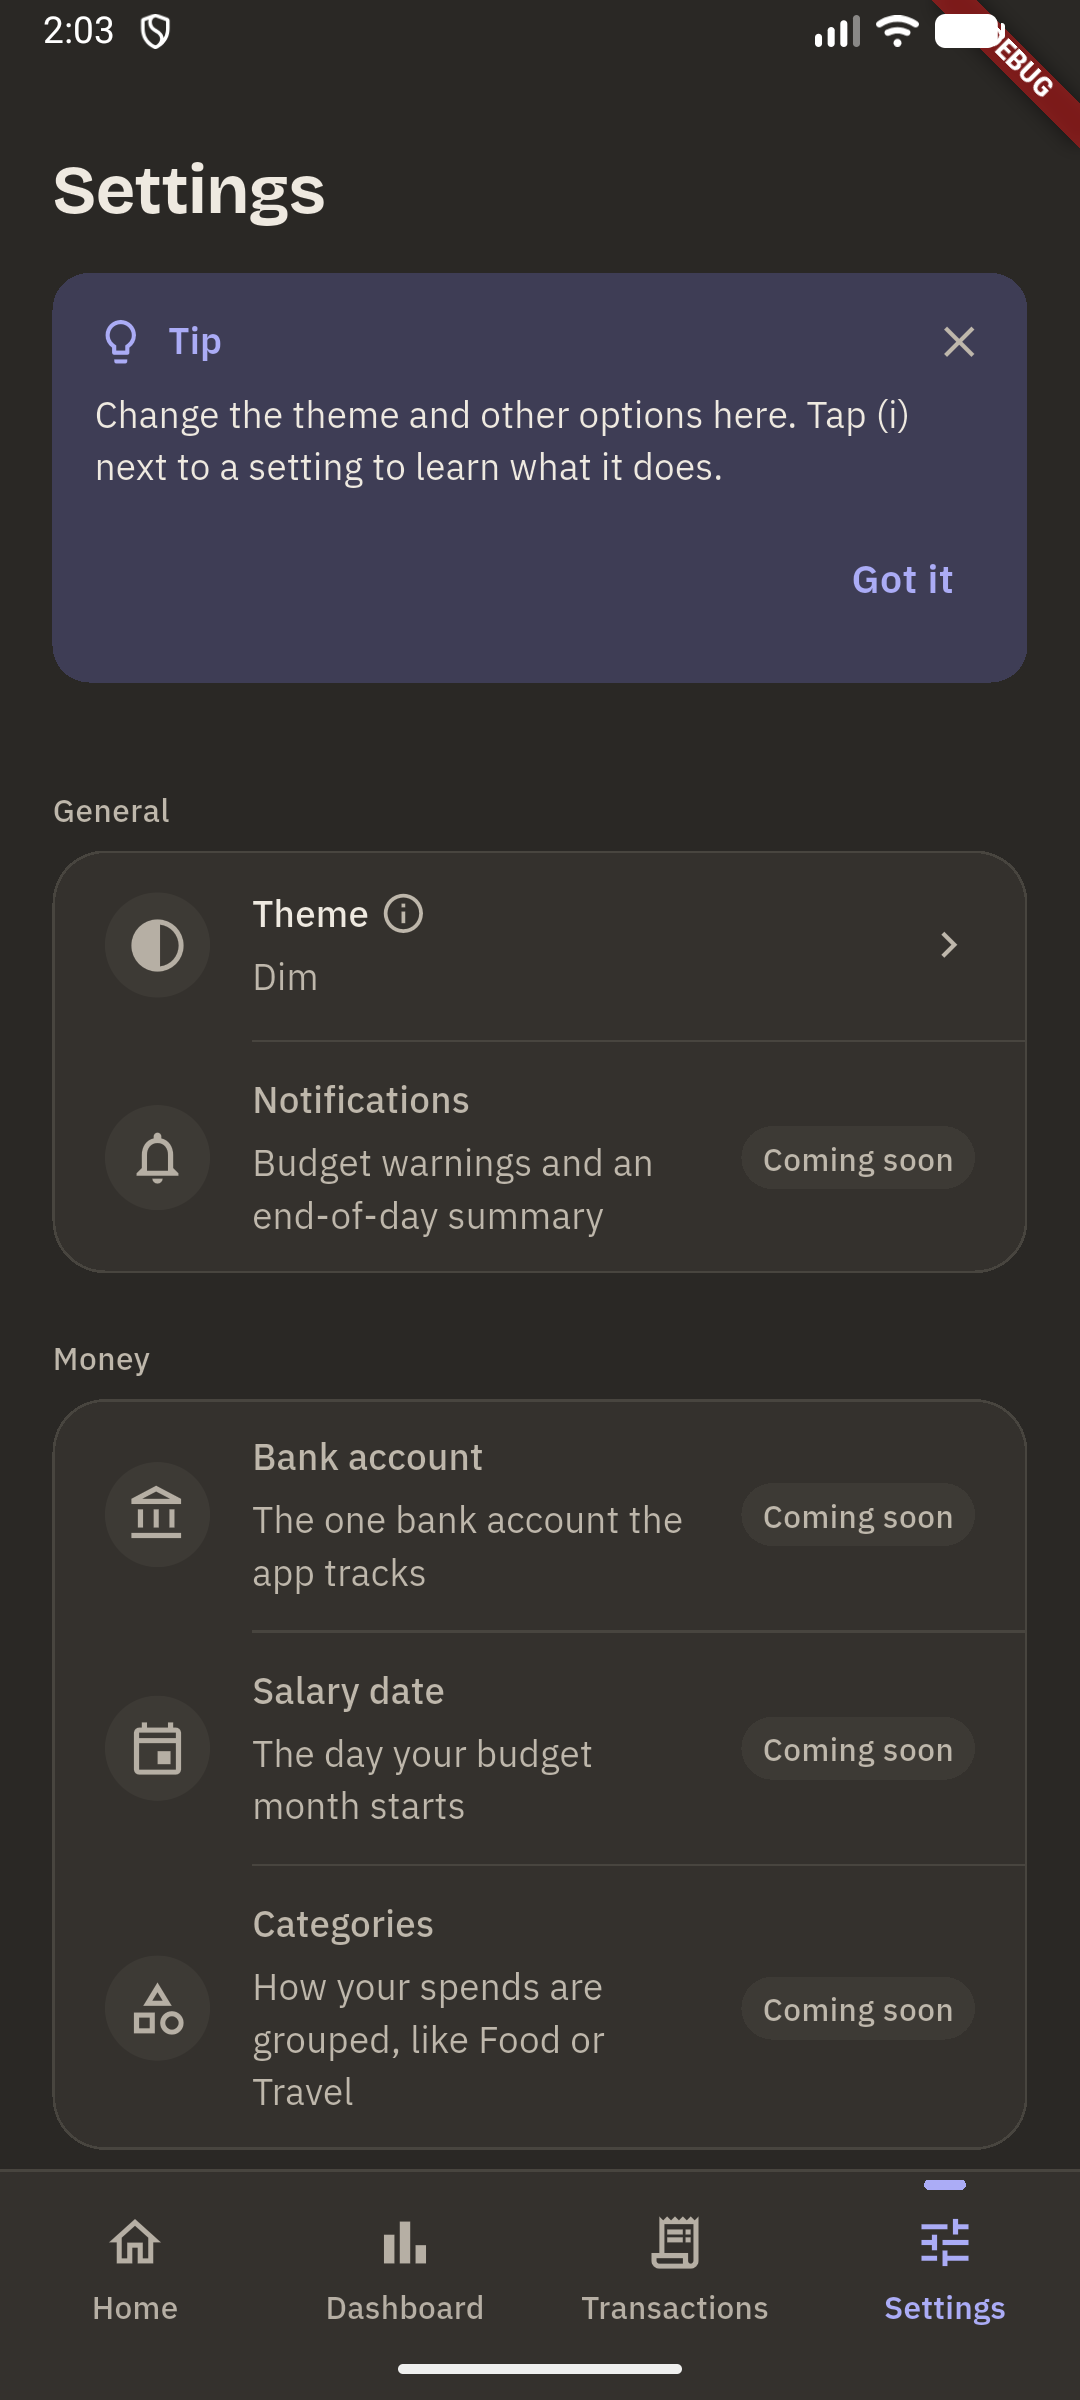 2:03
DEBUG
Settings
Tip
Change the theme and other options here. Tap (i)
next to a setting to learn what it does.
Got it
General
Theme
Dim
Notifications
Budget warnings and an
end-of-day summary
Coming soon
Money
Bank account
The one bank account the
app tracks
Coming soon
Salary date
The day your budget
month starts
Coming soon
Categories
How your spends are
grouped, like Food or
Travel
Coming soon
Home
Dashboard
Transactions
Settings